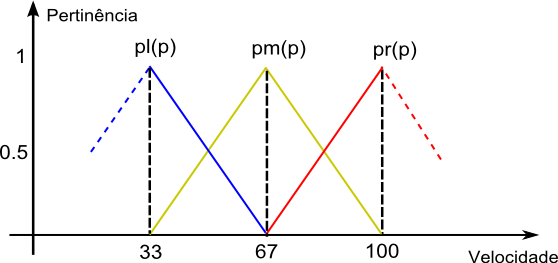 Pertinência
pl(p) pm(p) pr(p)
1
0.5
33 67 100
Velocidade